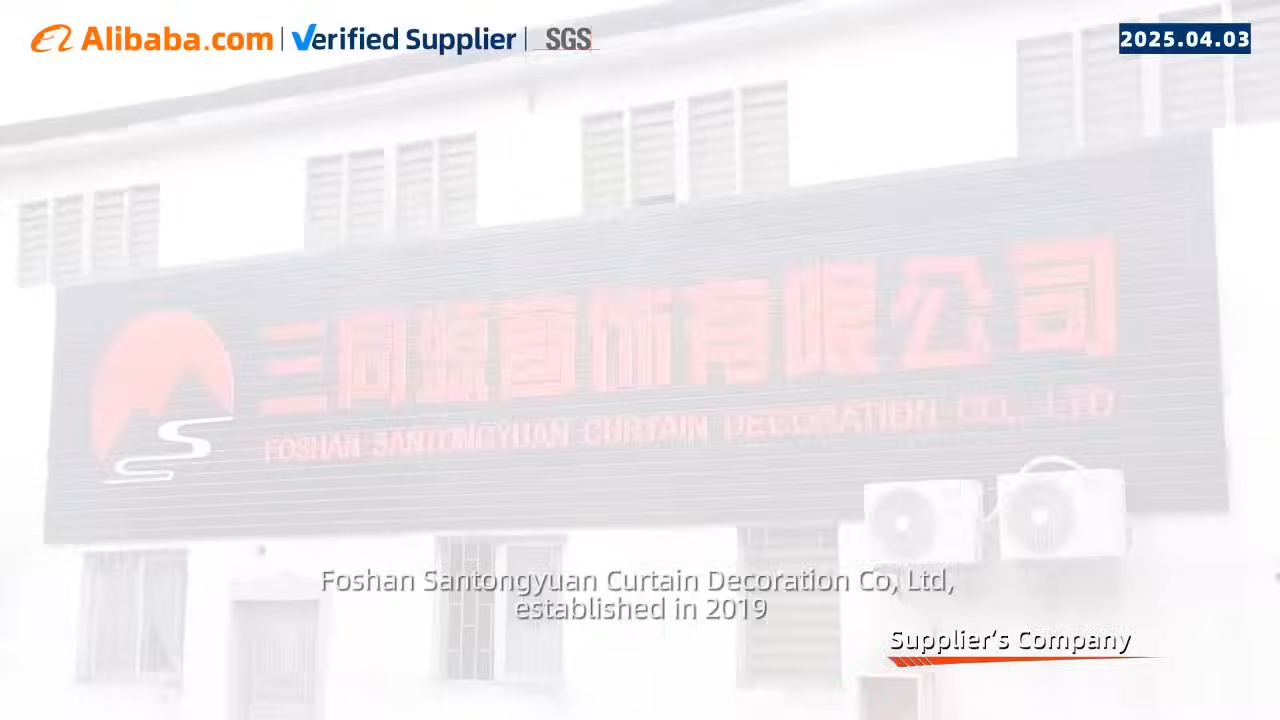 Alibaba.com | Verified Supplier | SGS
2025.04.03
三同源窗饰有限公司
FOSHAN SANTONGYUAN CURTAIN DECORATION CO., LTD
Foshan Santongyuan Curtain Decoration Co, Ltd,
established in 2019
Supplier's Company